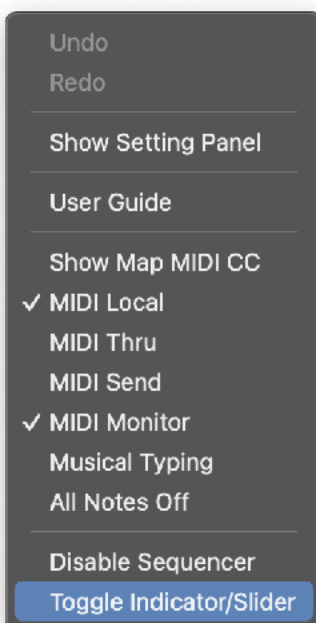 Undo
Redo
Show Setting Panel
User Guide
Show Map MIDI CC
✓ MIDI Local
MIDI Thru
MIDI Send
✓ MIDI Monitor
Musical Typing
All Notes Off
Disable Sequencer
Toggle Indicator/Slider